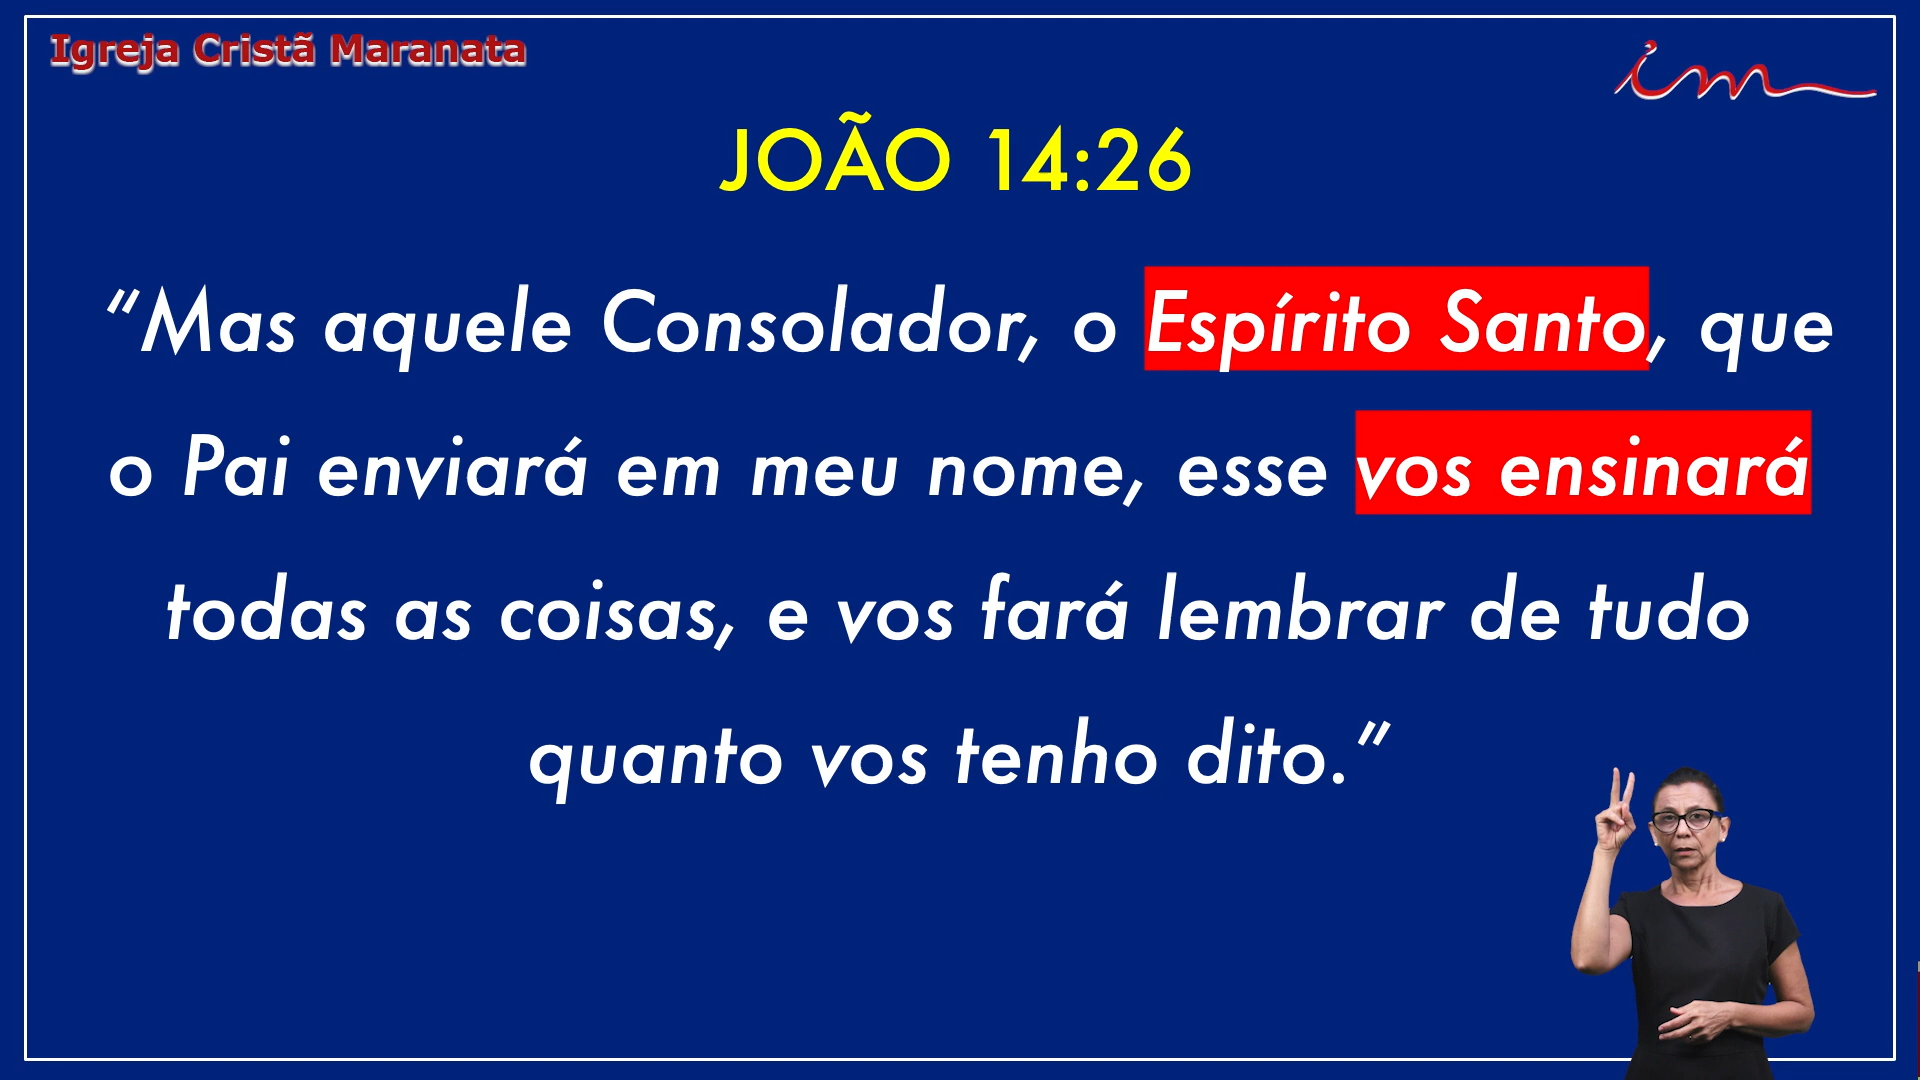 Igreja Cristã Maranata
im
JOÃO 14:26
“Mas aquele Consolador, o Espírito Santo, que
o Pai enviará em meu nome, esse vos ensinará
todas as coisas, e vos fará lembrar de tudo
quanto vos tenho dito.”